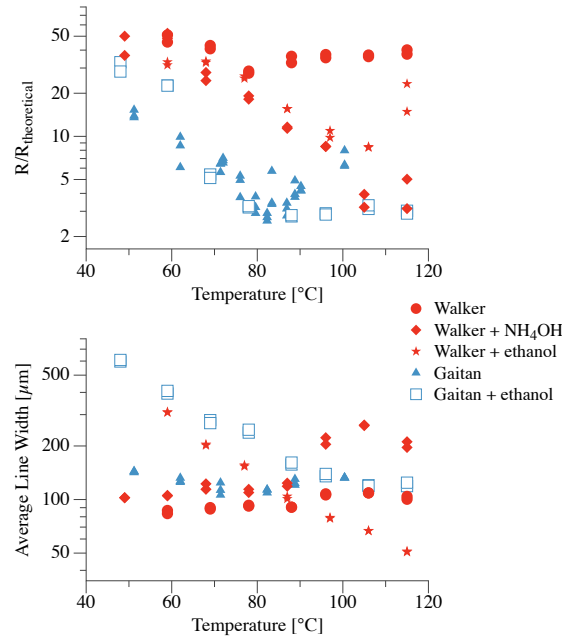 50
20
10
5
2
R/Rtheoretical
40
60
80
100
120
Temperature [°C]
Walker
Walker + NH4OH
Walker + ethanol
Gaitan
Gaitan + ethanol
500
200
100
50
Average Line Width [µm]
40
60
80
100
120
Temperature [°C]